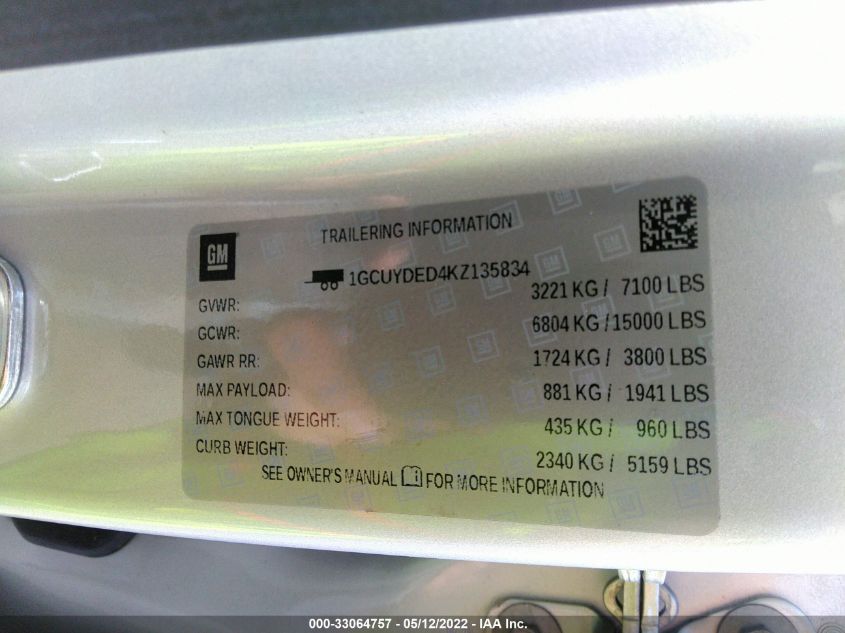 GM
TRAILERING INFORMATION
1GCUYDED4KZ135834
GVWR: 3221 KG / 7100 LBS
GCWR: 6804 KG / 15000 LBS
GAWR RR: 1724 KG / 3800 LBS
MAX PAYLOAD: 881 KG / 1941 LBS
MAX TONGUE WEIGHT: 435 KG / 960 LBS
CURB WEIGHT: 2340 KG / 5159 LBS
SEE OWNER'S MANUAL FOR MORE INFORMATION
000-33064757 - 05/12/2022 - IAA Inc.